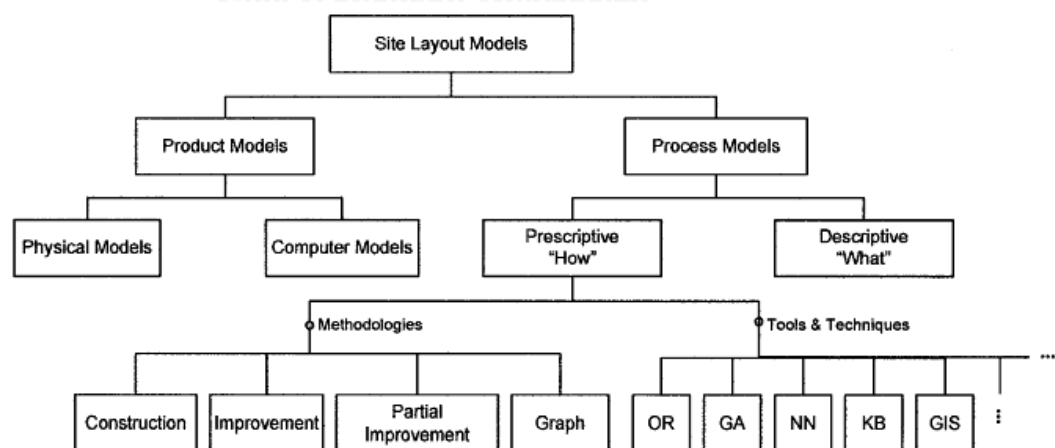 Site Layout Models
Product Models
Process Models
Physical Models
Computer Models
Prescriptive
"How"
Descriptive
"What"
Methodologies
Tools & Techniques
...
Construction
Improvement
Partial
Improvement
Graph
OR
GA
NN
KB
GIS